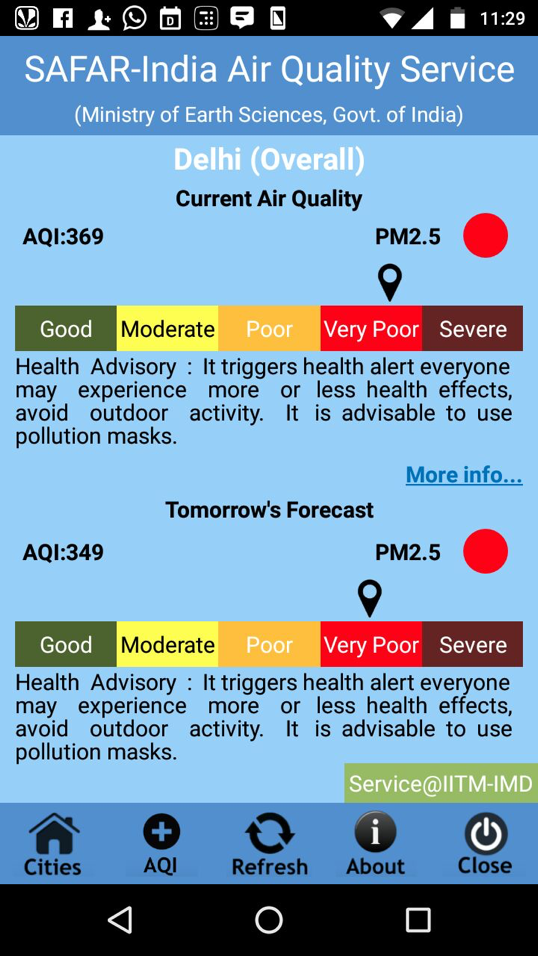 11:29
SAFAR-India Air Quality Service
(Ministry of Earth Sciences, Govt. of India)
Delhi (Overall)
Current Air Quality
AQI:369 PM2.5
Good Moderate Poor Very Poor Severe
Health Advisory : It triggers health alert everyone
may experience more or less health effects,
avoid outdoor activity. It is advisable to use
pollution masks.
More info...
Tomorrow's Forecast
AQI:349 PM2.5
Good Moderate Poor Very Poor Severe
Health Advisory : It triggers health alert everyone
may experience more or less health effects,
avoid outdoor activity. It is advisable to use
pollution masks.
Service@IITM-IMD
Cities AQI Refresh About Close